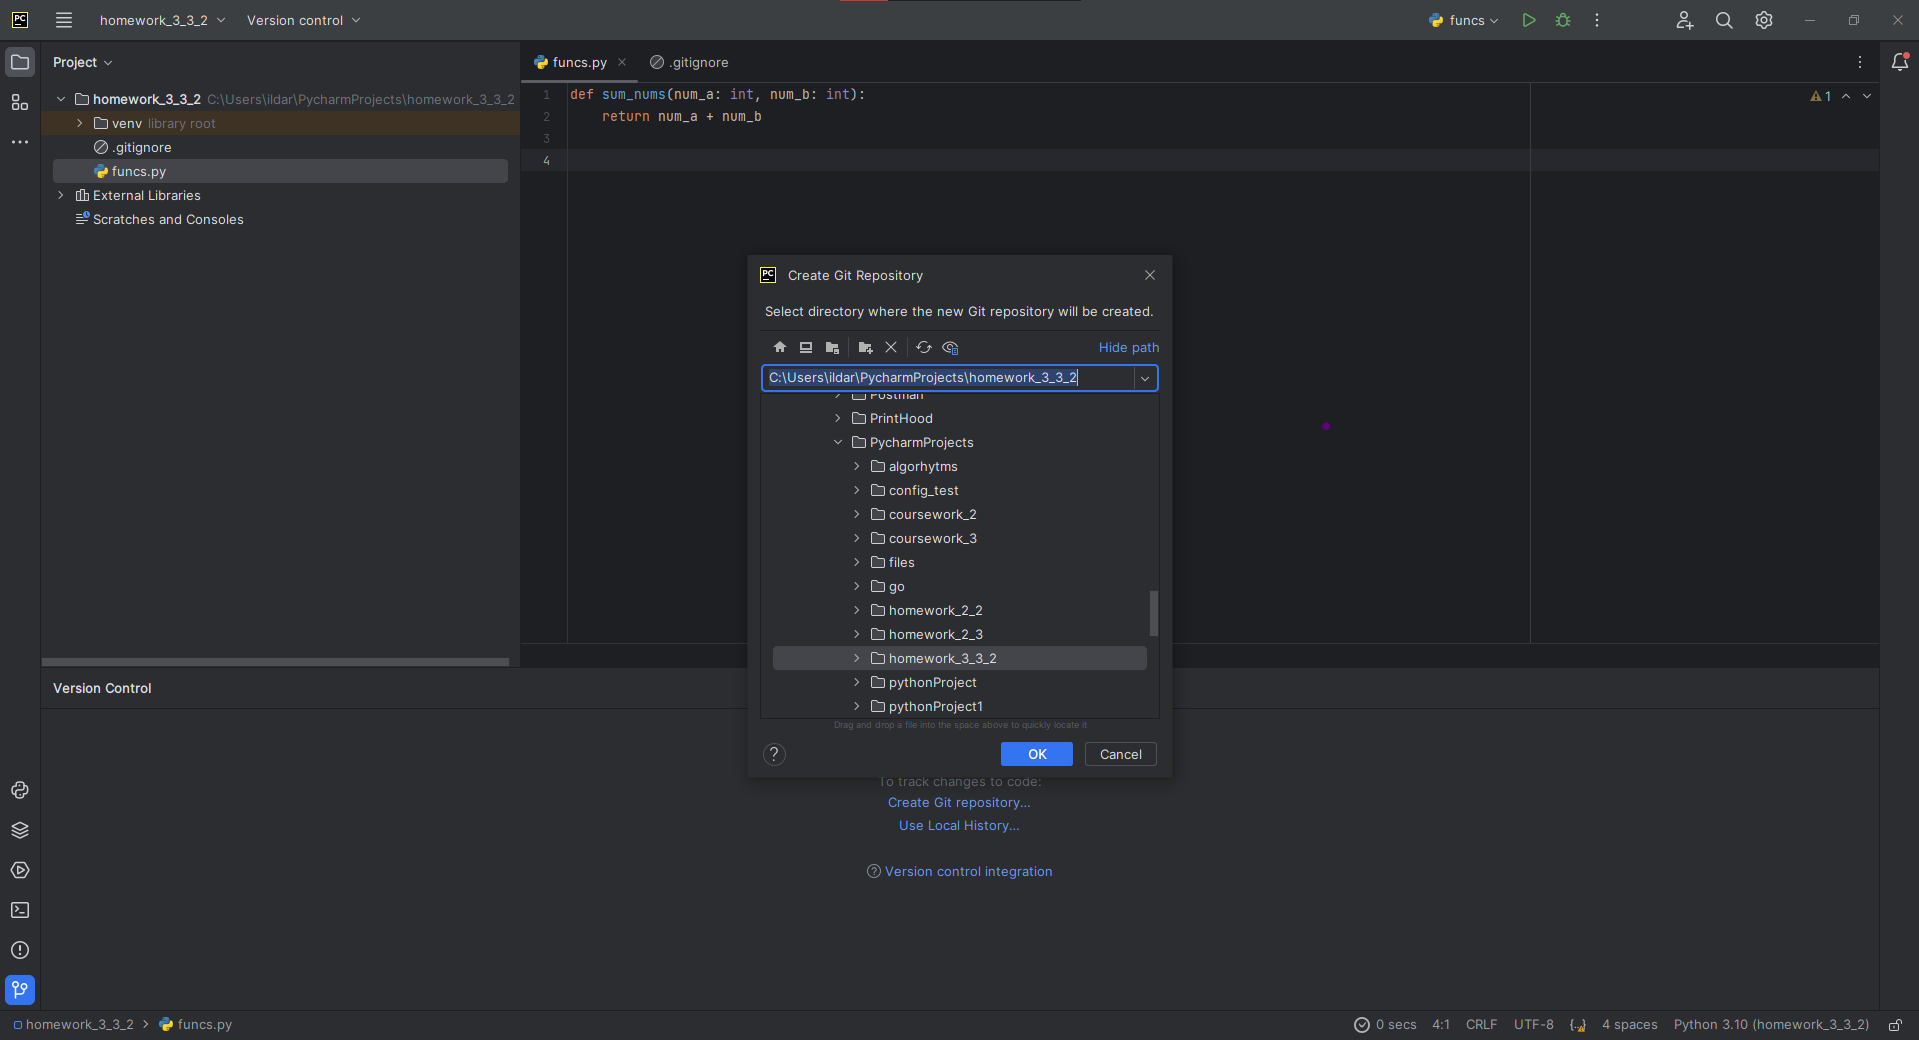 PC homework_3_3_2 Version control funcs
Project
homework_3_3_2 C:\Users\ildar\PycharmProjects\homework_3_3_2
venv library root
.gitignore
funcs.py
External Libraries
Scratches and Consoles
funcs.py .gitignore
1 def sum_nums(num_a: int, num_b: int):
2 return num_a + num_b
3
4
1
PC Create Git Repository
Select directory where the new Git repository will be created.
Hide path
C:\Users\ildar\PycharmProjects\homework_3_3_2
Postman
PrintHood
PycharmProjects
algorhytms
config_test
coursework_2
coursework_3
files
go
homework_2_2
homework_2_3
homework_3_3_2
pythonProject
pythonProject1
Drag and drop a file into the space above to quickly locate it
? OK Cancel
Version Control
To track changes to code:
Create Git repository...
Use Local History...
? Version control integration
homework_3_3_2 > funcs.py 0 secs 4:1 CRLF UTF-8 {..} 4 spaces Python 3.10 (homework_3_3_2)